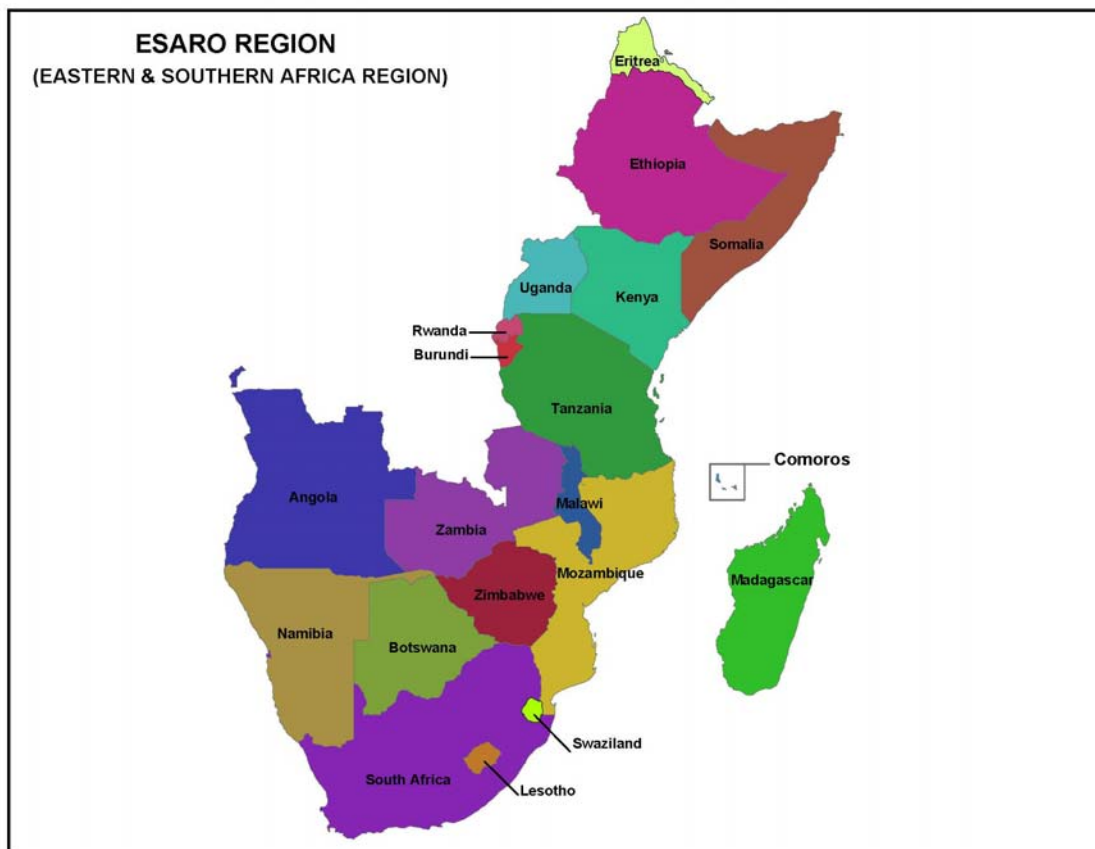 ESARO REGION
(EASTERN & SOUTHERN AFRICA REGION)
Eritrea
Ethiopia
Somalia
Uganda
Kenya
Rwanda
Burundi
Tanzania
Comoros
Angola
Malawi
Zambia
Mozambique
Madagascar
Zimbabwe
Namibia
Botswana
Swaziland
South Africa
Lesotho